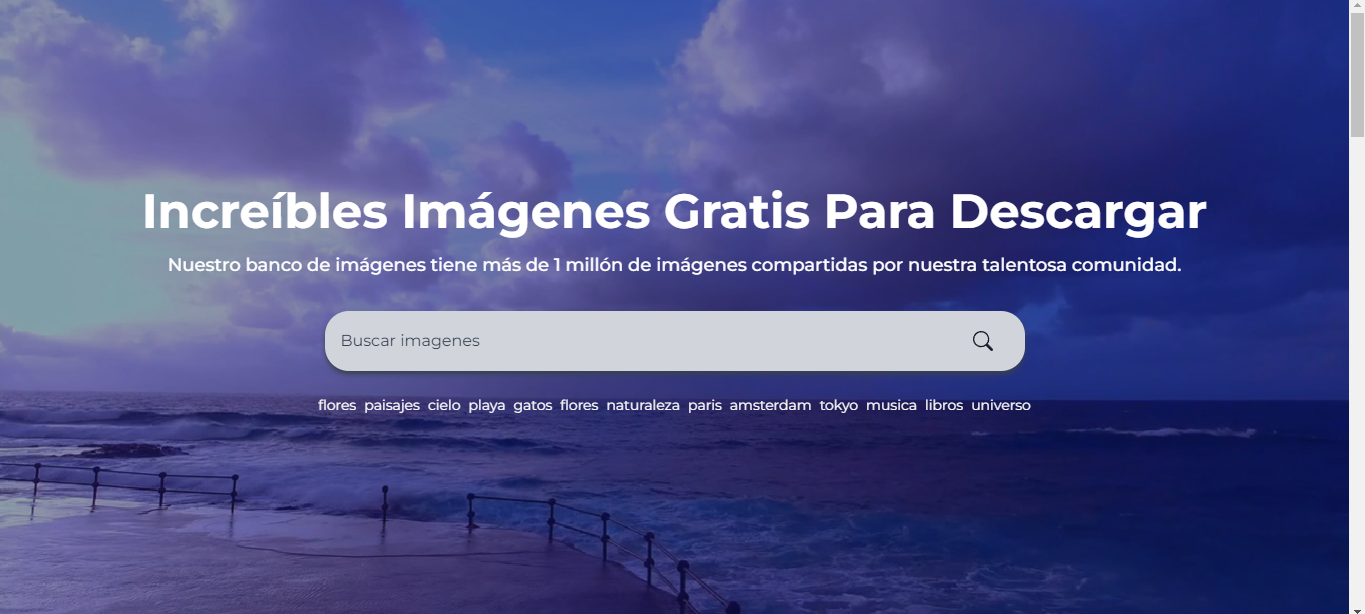 Increíbles Imágenes Gratis Para Descargar
Nuestro banco de imágenes tiene más de 1 millón de imágenes compartidas por nuestra talentosa comunidad.
Buscar imagenes
flores paisajes cielo playa gatos flores naturaleza paris amsterdam tokyo musica libros universo